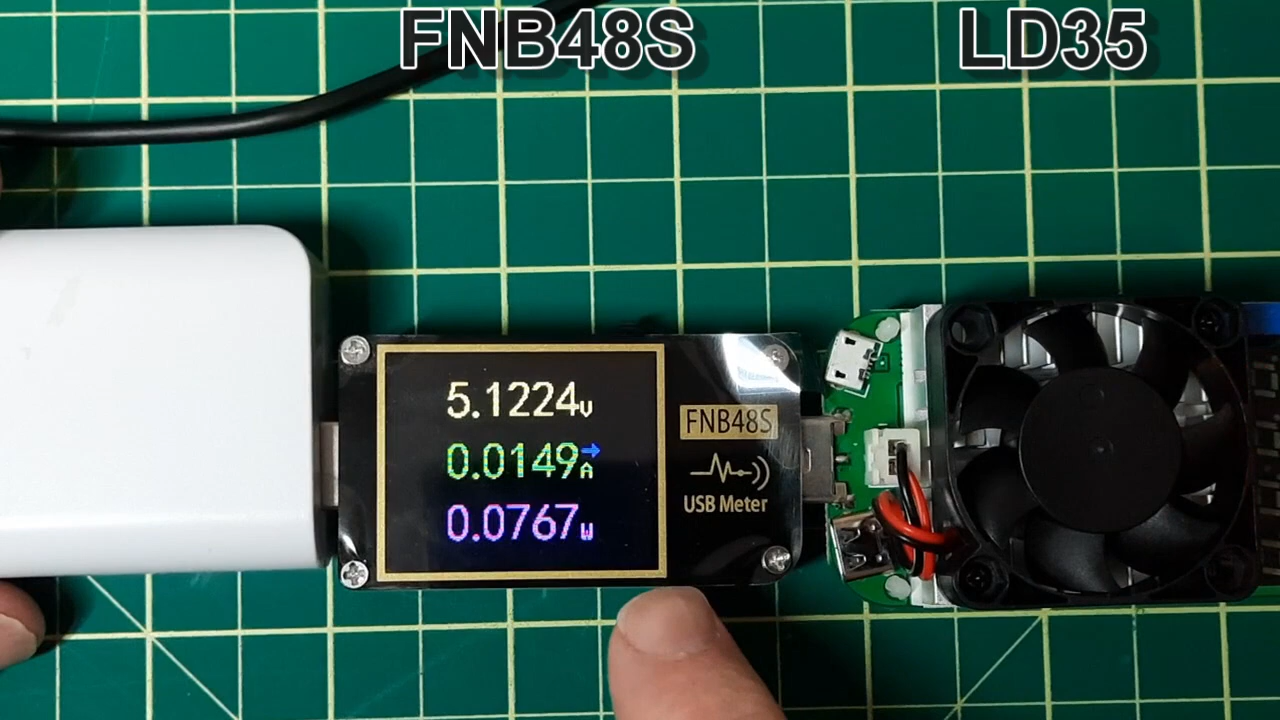 FNB48S
LD35
5.1224V
0.0149A
0.0767W
FNB48S
USB Meter